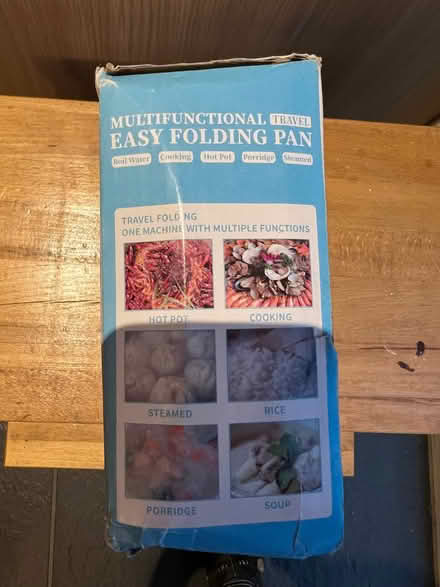 MULTIFUNCTIONAL TRAVEL
EASY FOLDING PAN
Boil Water Cooking Hot Pot Porridge Steamed
TRAVEL FOLDING
ONE MACHINE WITH MULTIPLE FUNCTIONS
HOT POT COOKING
STEAMED RICE
PORRIDGE SOUP